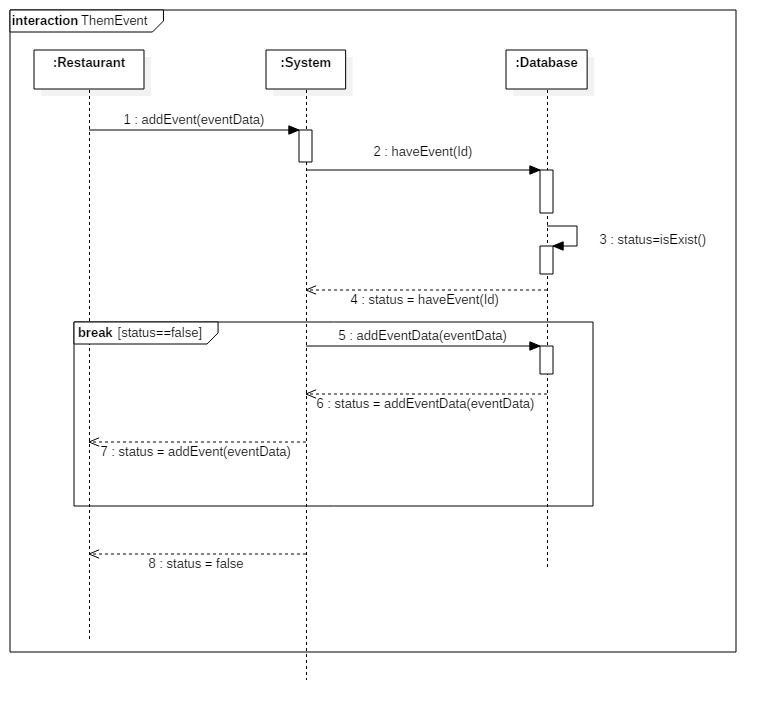 interaction ThemEvent
:Restaurant
:System
:Database
1 : addEvent(eventData)
2 : haveEvent(Id)
3 : status=isExist()
4 : status = haveEvent(Id)
break [status==false]
5 : addEventData(eventData)
6 : status = addEventData(eventData)
7 : status = addEvent(eventData)
8 : status = false